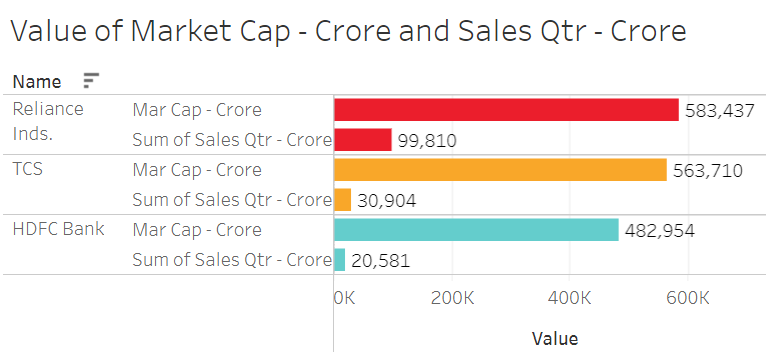 Value of Market Cap - Crore and Sales Qtr - Crore
Name
Reliance Inds.
Mar Cap - Crore 583,437
Sum of Sales Qtr - Crore 99,810
TCS
Mar Cap - Crore 563,710
Sum of Sales Qtr - Crore 30,904
HDFC Bank
Mar Cap - Crore 482,954
Sum of Sales Qtr - Crore 20,581
0K 200K 400K 600K
Value